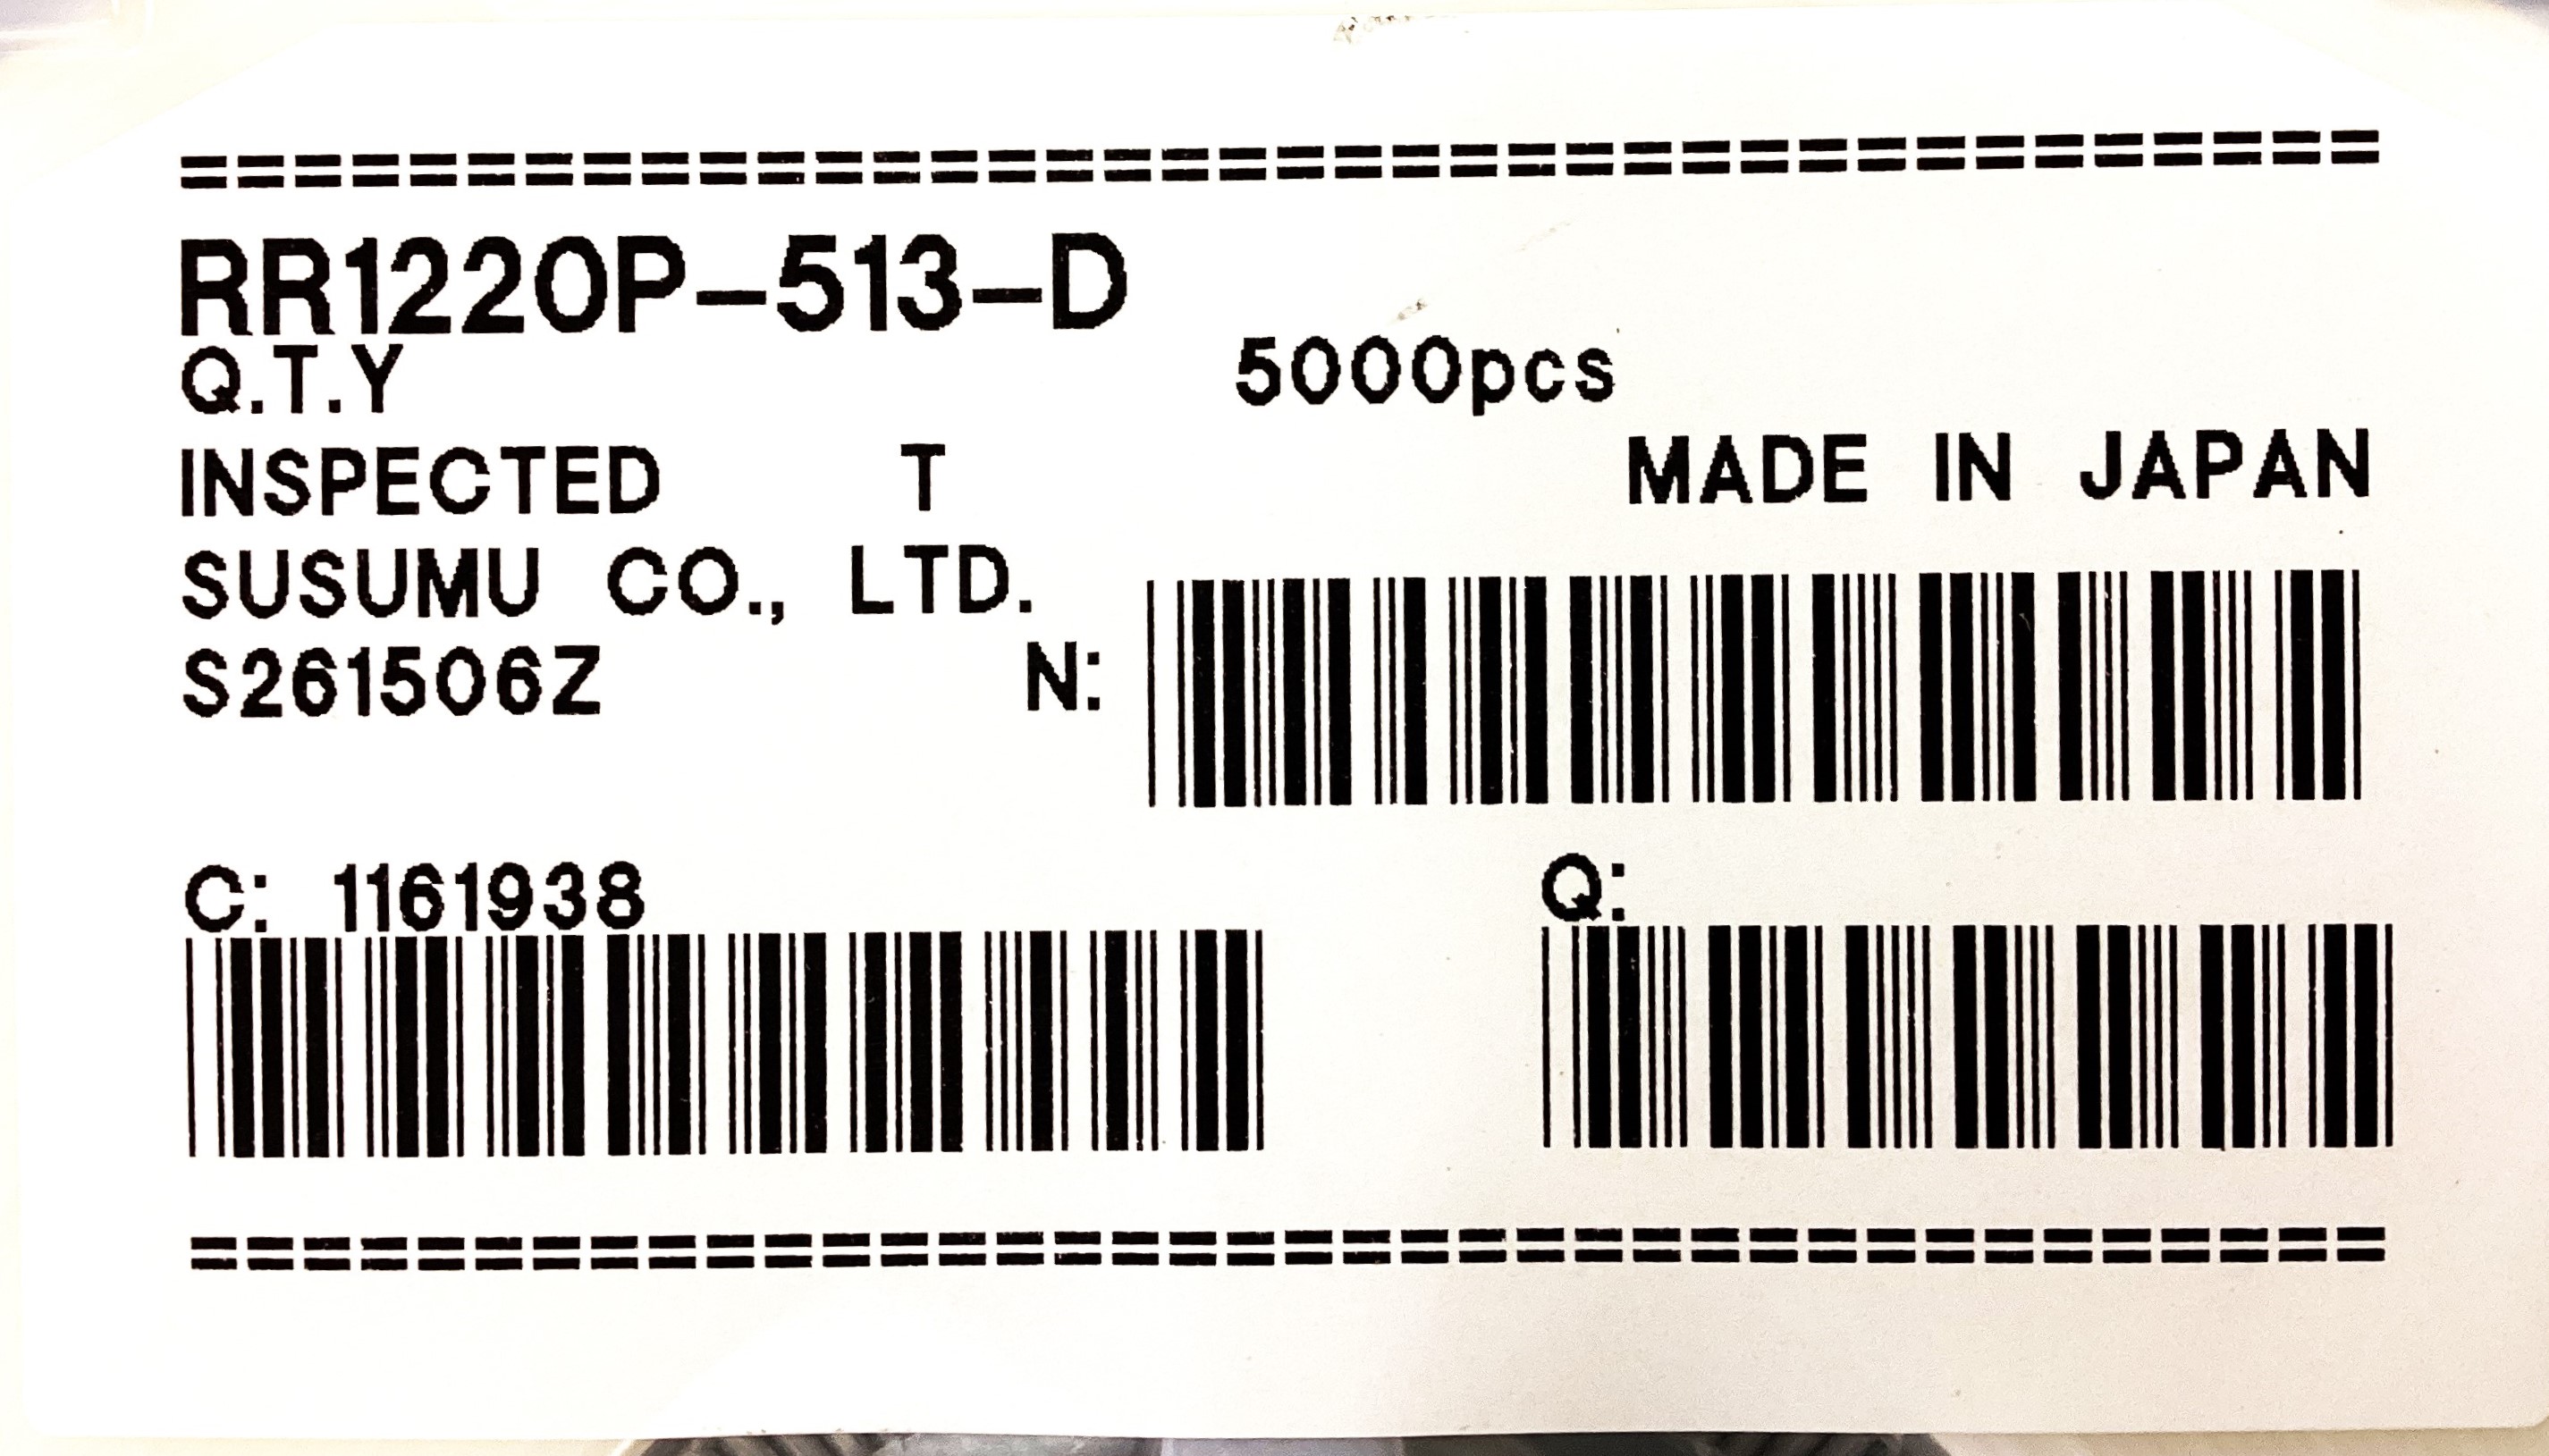 ======================================
RR1220P-513-D
Q.T.Y 5000pcs
INSPECTED T MADE IN JAPAN
SUSUMU CO., LTD.
S261506Z N:
C: 1161938 Q:
======================================